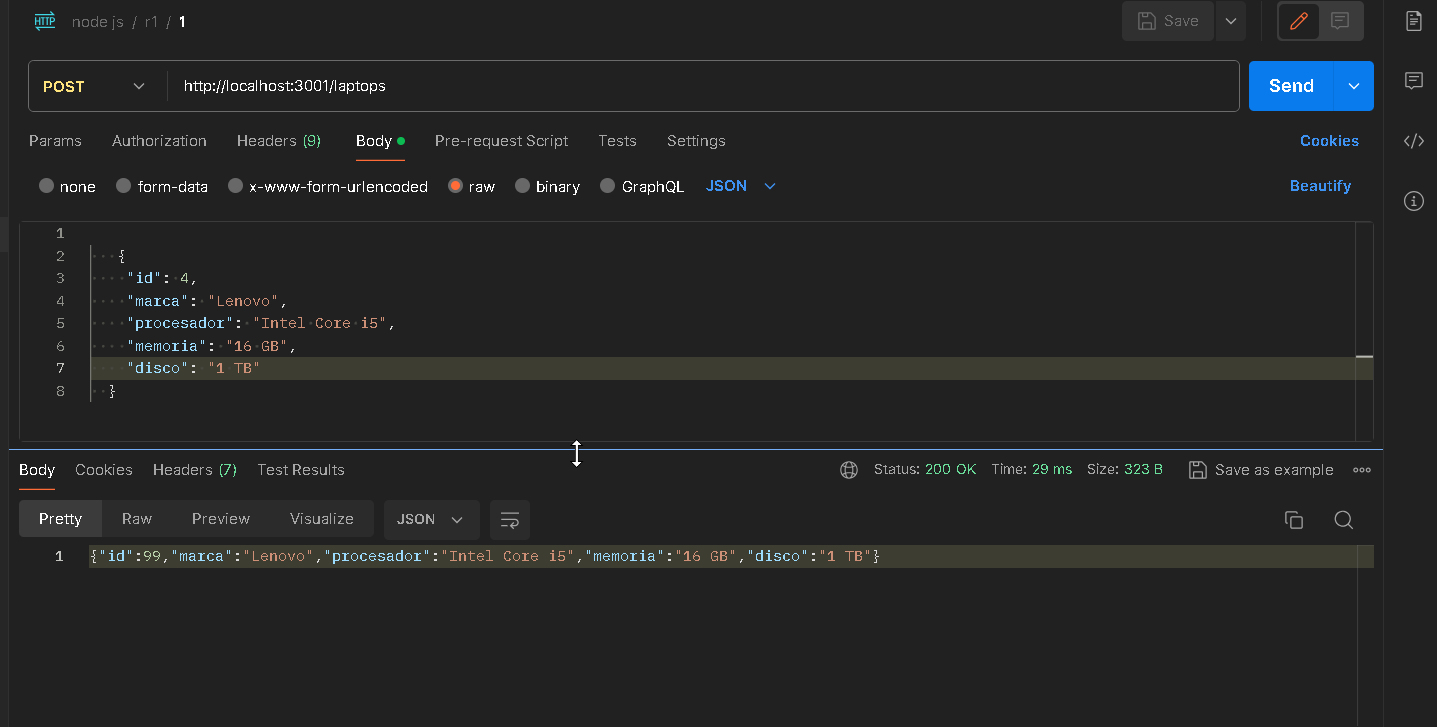 HTTP node js / r1 / 1 Save
POST http://localhost:3001/laptops Send
Params Authorization Headers (9) Body Pre-request Script Tests Settings Cookies
none form-data x-www-form-urlencoded raw binary GraphQL JSON Beautify
1
2 {
3 "id": 4,
4 "marca": "Lenovo",
5 "procesador": "Intel Core i5",
6 "memoria": "16 GB",
7 "disco": "1 TB"
8 }
Body Cookies Headers (7) Test Results Status: 200 OK Time: 29 ms Size: 323 B Save as example
Pretty Raw Preview Visualize JSON
1 {"id":99,"marca":"Lenovo","procesador":"Intel Core i5","memoria":"16 GB","disco":"1 TB"}